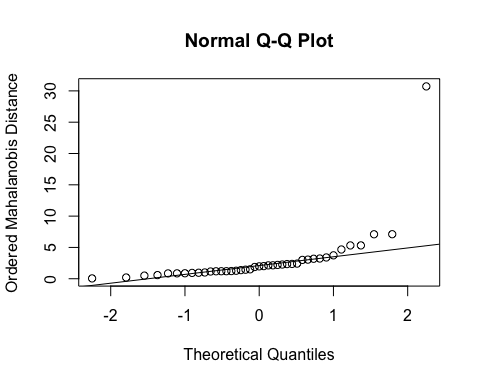 Normal Q-Q Plot
Ordered Mahalanobis Distance
30
25
20
15
10
5
0
-2 -1 0 1 2
Theoretical Quantiles